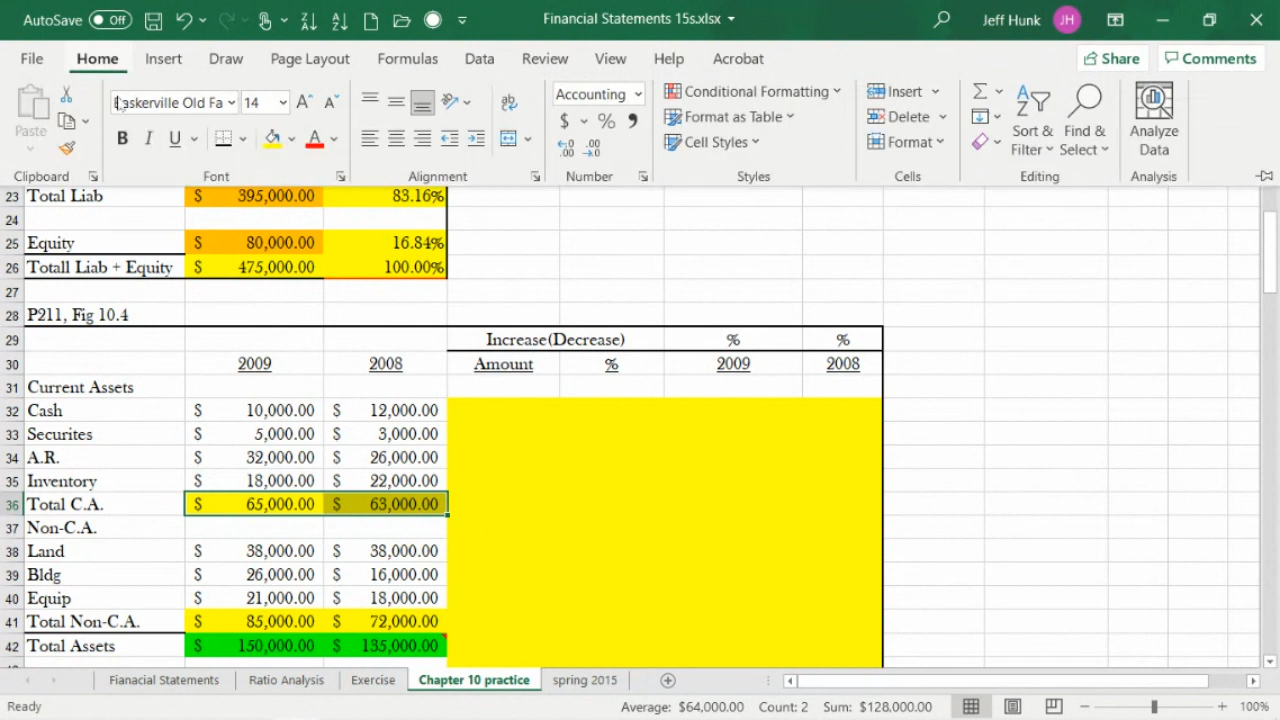 AutoSave Off Financial Statements 15s.xlsx Jeff Hunk JH
File Home Insert Draw Page Layout Formulas Data Review View Help Acrobat Share Comments
Paste Baskerville Old Fa 14 A A ab Accounting Conditional Formatting Insert Sort & Filter Find & Select Analyze Data
B I U A $ % , Format as Table Delete
.00 .00 Cell Styles Format
Clipboard Font Alignment Number Styles Cells Editing Analysis
23 Total Liab $ 395,000.00 83.16%
24
25 Equity $ 80,000.00 16.84%
26 Totall Liab + Equity $ 475,000.00 100.00%
27
28 P211, Fig 10.4
29 Increase(Decrease) % %
30 2009 2008 Amount % 2009 2008
31 Current Assets
32 Cash $ 10,000.00 $ 12,000.00
33 Securites $ 5,000.00 $ 3,000.00
34 A.R. $ 32,000.00 $ 26,000.00
35 Inventory $ 18,000.00 $ 22,000.00
36 Total C.A. $ 65,000.00 $ 63,000.00
37 Non-C.A.
38 Land $ 38,000.00 $ 38,000.00
39 Bldg $ 26,000.00 $ 16,000.00
40 Equip $ 21,000.00 $ 18,000.00
41 Total Non-C.A. $ 85,000.00 $ 72,000.00
42 Total Assets $ 150,000.00 $ 135,000.00
Fianacial Statements Ratio Analysis Exercise Chapter 10 practice spring 2015
Ready Average: $64,000.00 Count: 2 Sum: $128,000.00 100%